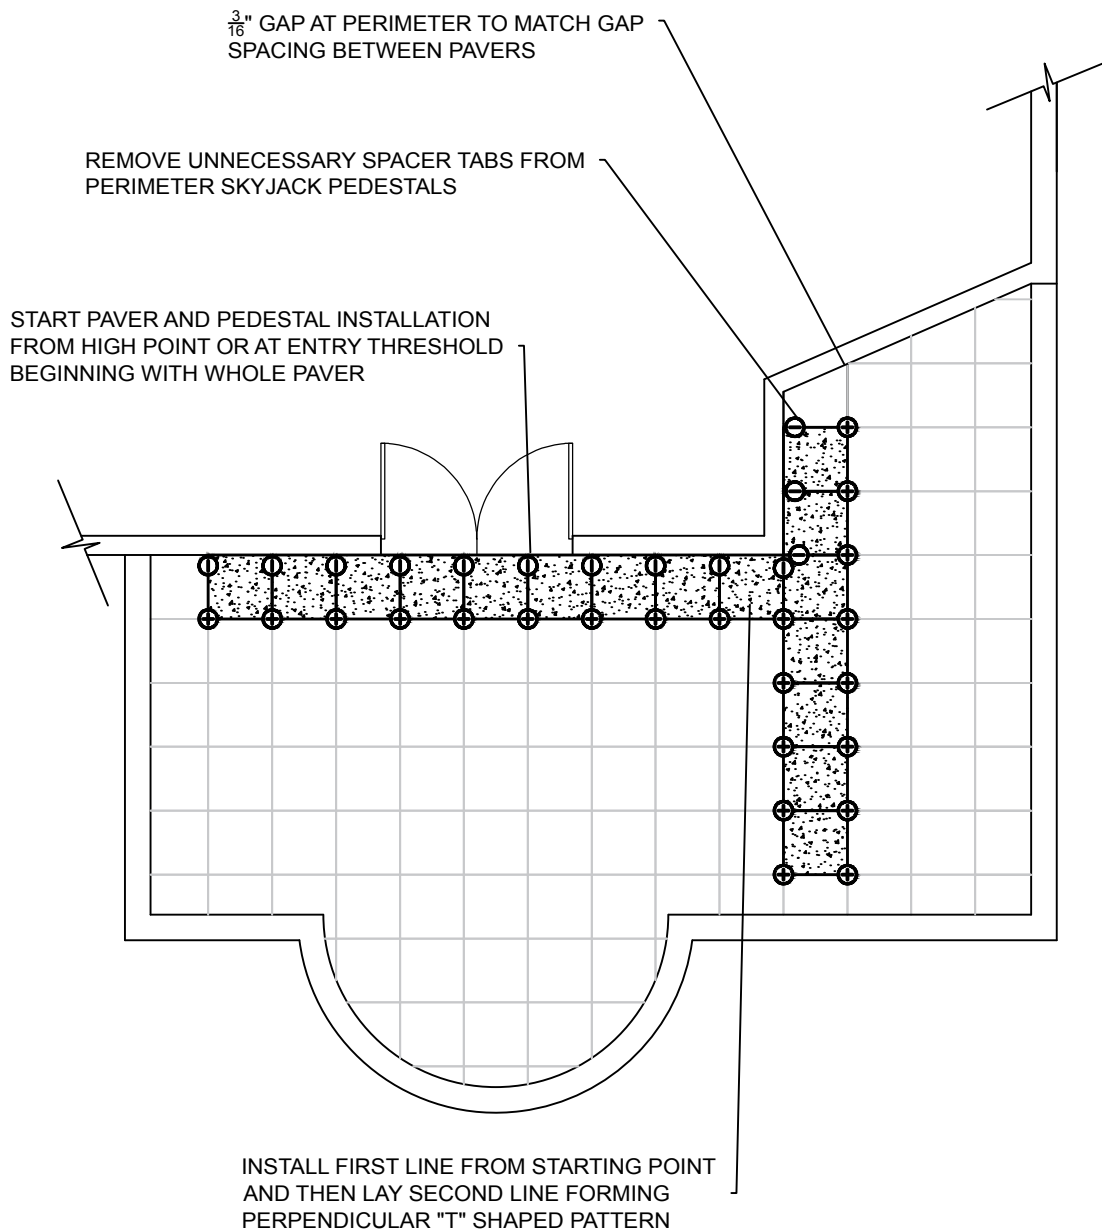 3/16" GAP AT PERIMETER TO MATCH GAP
SPACING BETWEEN PAVERS
REMOVE UNNECESSARY SPACER TABS FROM
PERIMETER SKYJACK PEDESTALS
START PAVER AND PEDESTAL INSTALLATION
FROM HIGH POINT OR AT ENTRY THRESHOLD
BEGINNING WITH WHOLE PAVER
INSTALL FIRST LINE FROM STARTING POINT
AND THEN LAY SECOND LINE FORMING
PERPENDICULAR "T" SHAPED PATTERN